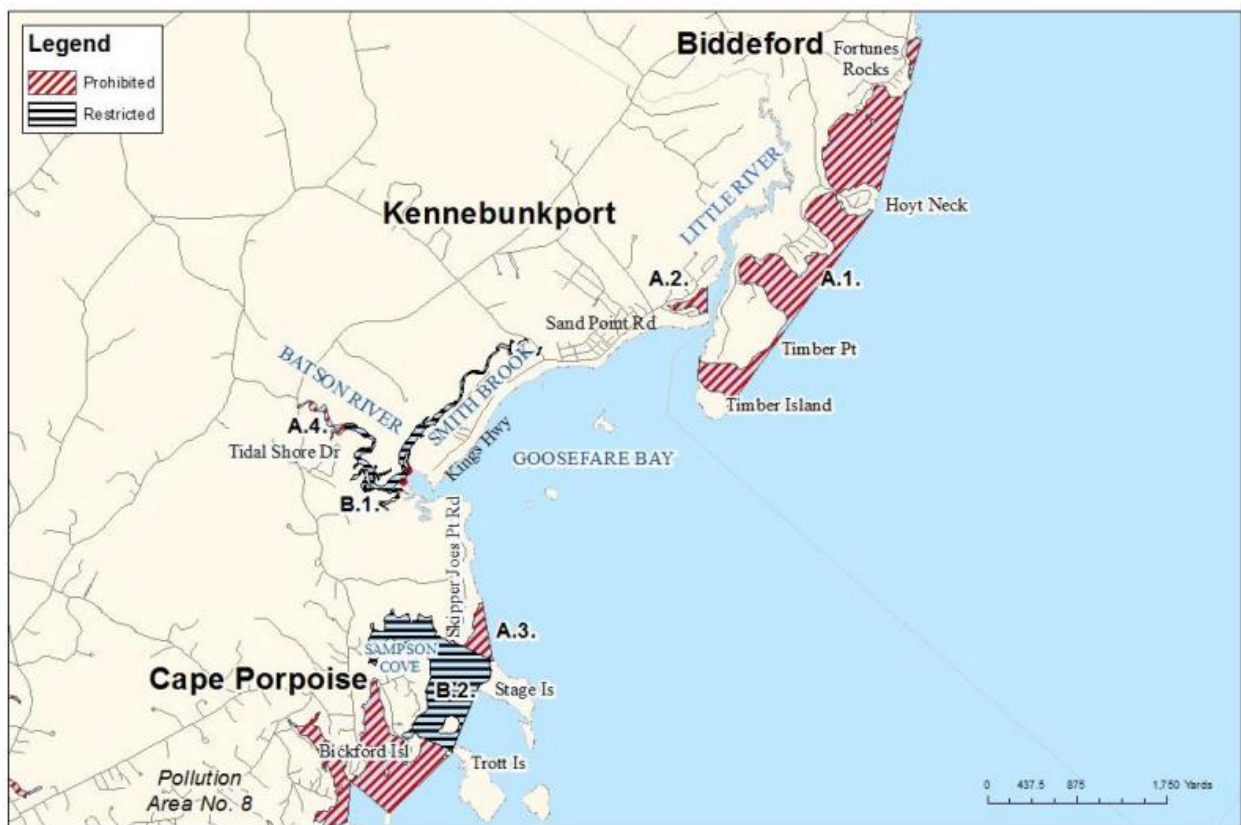 Legend
Prohibited
Restricted
Biddeford
Fortunes
Rocks
LITTLE RIVER
Kennebunkport
Hoyt Neck
A.2.
A.1.
Sand Point Rd
Timber Pt
BATSON RIVER
SMITH BROOK
Timber Island
A.4.
Tidal Shore Dr
Kings Hwy
GOOSEFARE BAY
B.1.
Skipper Joes Pt Rd
A.3.
SAMPSON
COVE
Cape Porpoise
B.2.
Stage Is
Bickford Isl
Trott Is
Pollution
Area No. 8
0 437.5 875 1,750 Yards